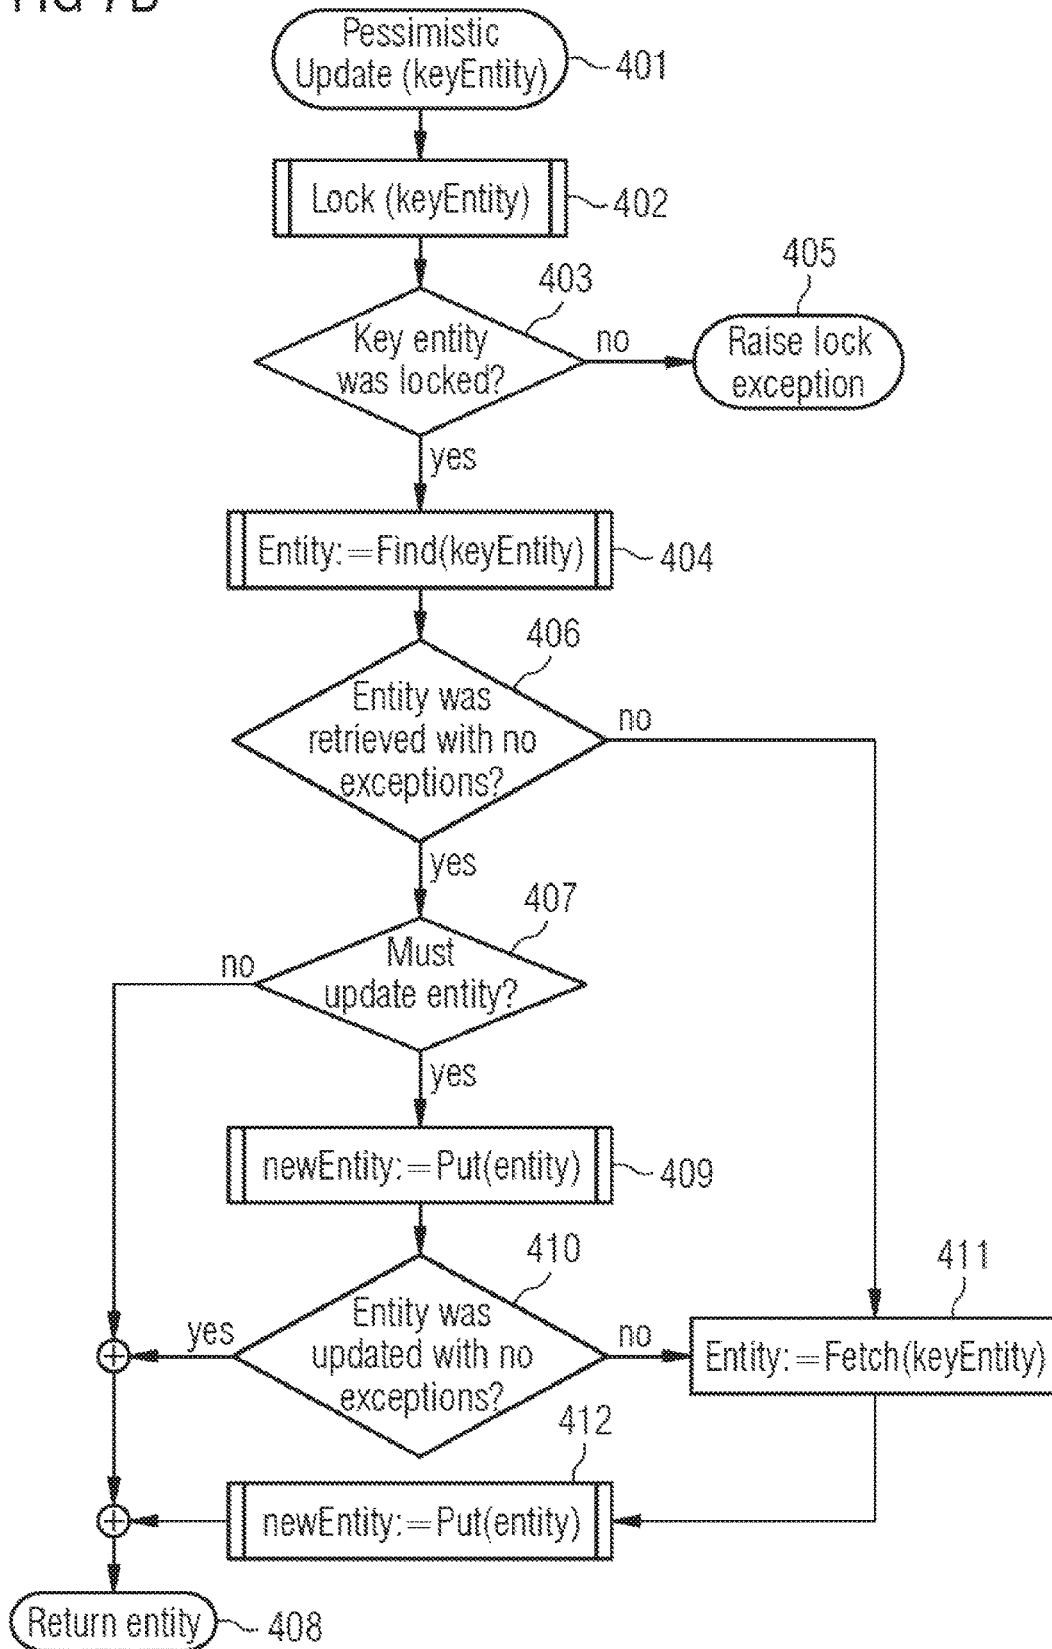 FIG 7B
Pessimistic
Update (keyEntity)
401
Lock (keyEntity)
402
403
405
Key entity
was locked?
no
Raise lock
exception
yes
Entity:=Find(keyEntity)
404
406
Entity was
retrieved with no
exceptions?
no
yes
407
no
Must
update entity?
yes
newEntity:=Put(entity)
409
410
411
yes
Entity was
updated with no
exceptions?
no
Entity:=Fetch(keyEntity)
412
newEntity:=Put(entity)
Return entity
408